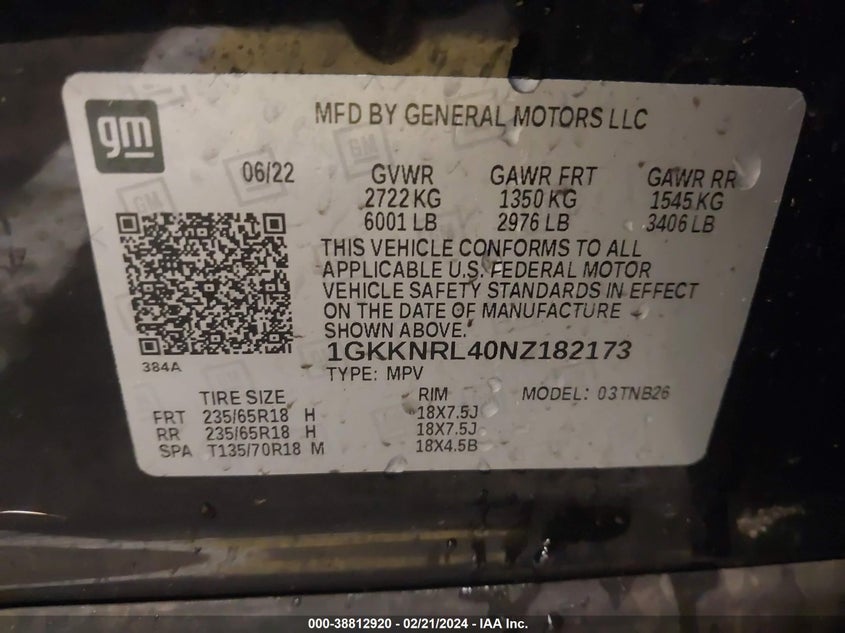 gm
MFD BY GENERAL MOTORS LLC
06/22 GVWR GAWR FRT GAWR RR
2722 KG 1350 KG 1545 KG
6001 LB 2976 LB 3406 LB
THIS VEHICLE CONFORMS TO ALL
APPLICABLE U.S. FEDERAL MOTOR
VEHICLE SAFETY STANDARDS IN EFFECT
ON THE DATE OF MANUFACTURE
SHOWN ABOVE.
1GKKNRL40NZ182173
384A
TYPE: MPV
TIRE SIZE RIM MODEL: 03TNB26
FRT 235/65R18 H 18X7.5J
RR 235/65R18 H 18X7.5J
SPA T135/70R18 M 18X4.5B
000-38812920 - 02/21/2024 - IAA Inc.